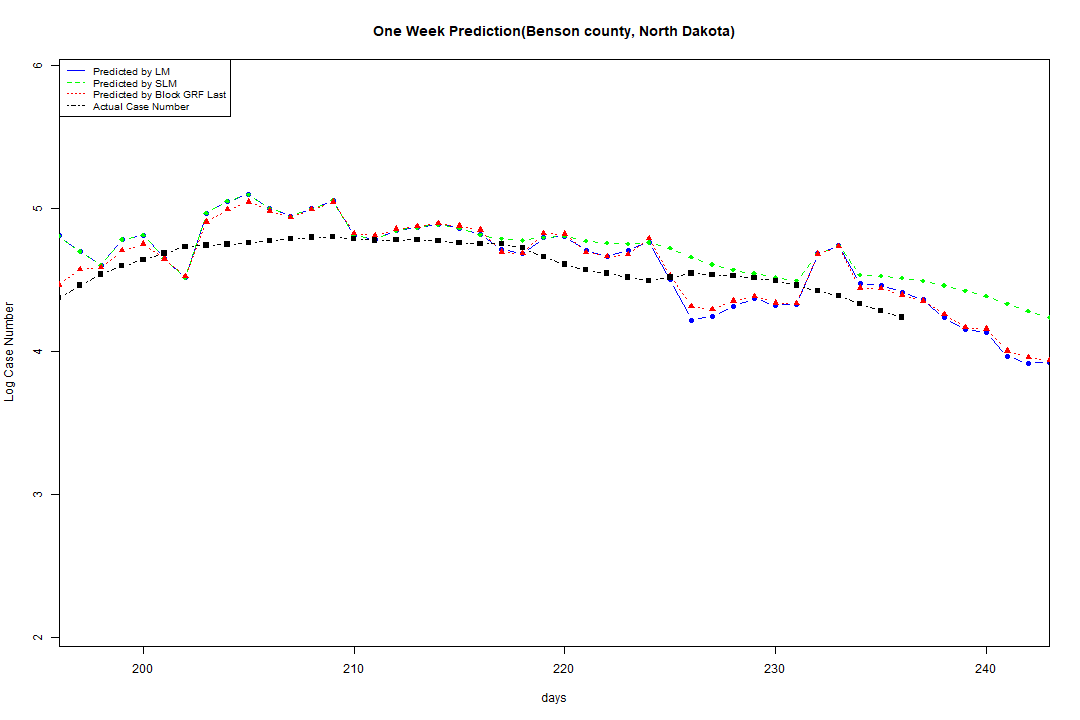 One Week Prediction(Benson county, North Dakota)
Predicted by LM
Predicted by SLM
Predicted by Block GRF Last
Actual Case Number
6
5
4
3
2
Log Case Number
200 210 220 230 240
days